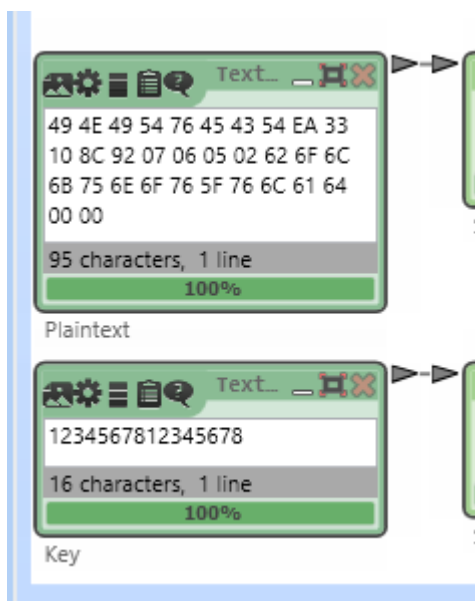 Text...
49 4E 49 54 76 45 43 54 EA 33
10 8C 92 07 06 05 02 62 6F 6C
6B 75 6E 6F 76 5F 76 6C 61 64
00 00
95 characters, 1 line
100%
Plaintext
Text...
1234567812345678
16 characters, 1 line
100%
Key